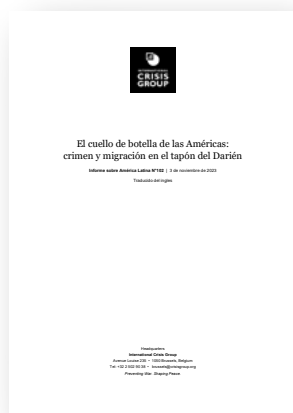 INTERNATIONAL
CRISIS
GROUP
El cuello de botella de las Américas:
crimen y migración en el tapón del Darién
Informe sobre América Latina N°102 | 3 de noviembre de 2023
Traducido del inglés
Headquarters
International Crisis Group
Avenue Louise 235 • 1050 Brussels, Belgium
Tel: +32 2 502 90 38 • brussels@crisisgroup.org
Preventing War. Shaping Peace.